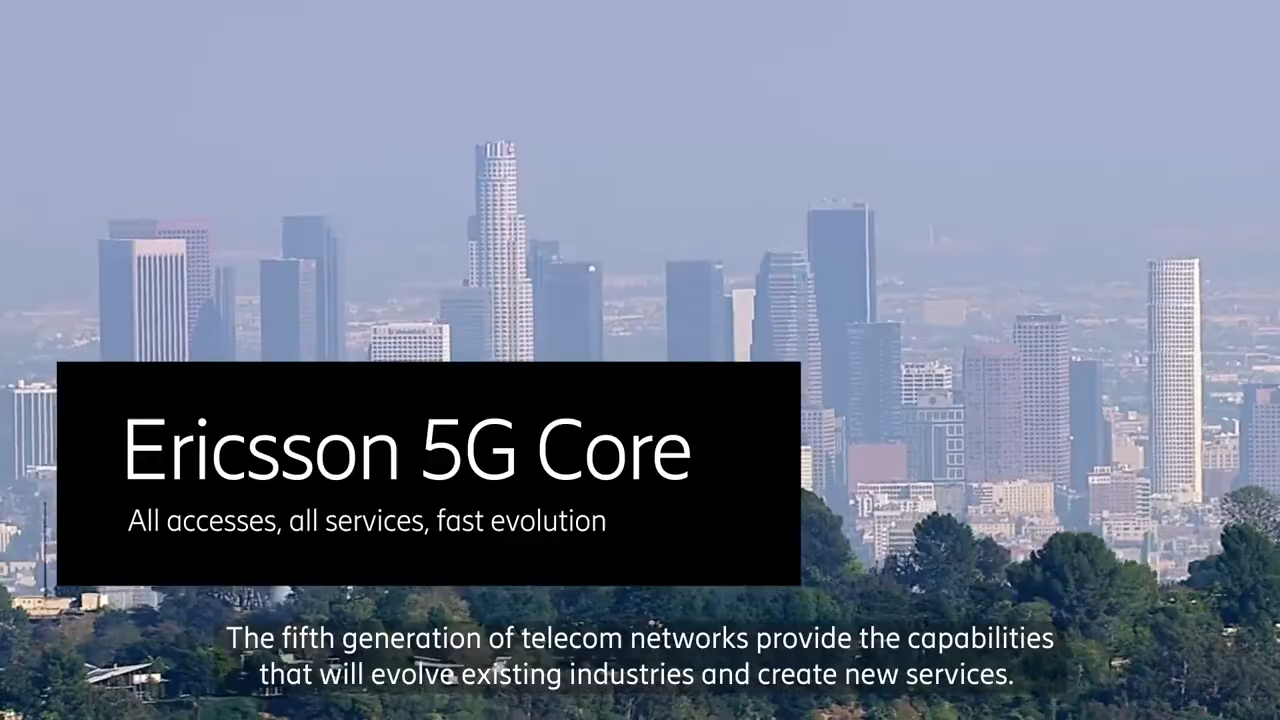 Ericsson 5G Core
All accesses, all services, fast evolution
The fifth generation of telecom networks provide the capabilities
that will evolve existing industries and create new services.